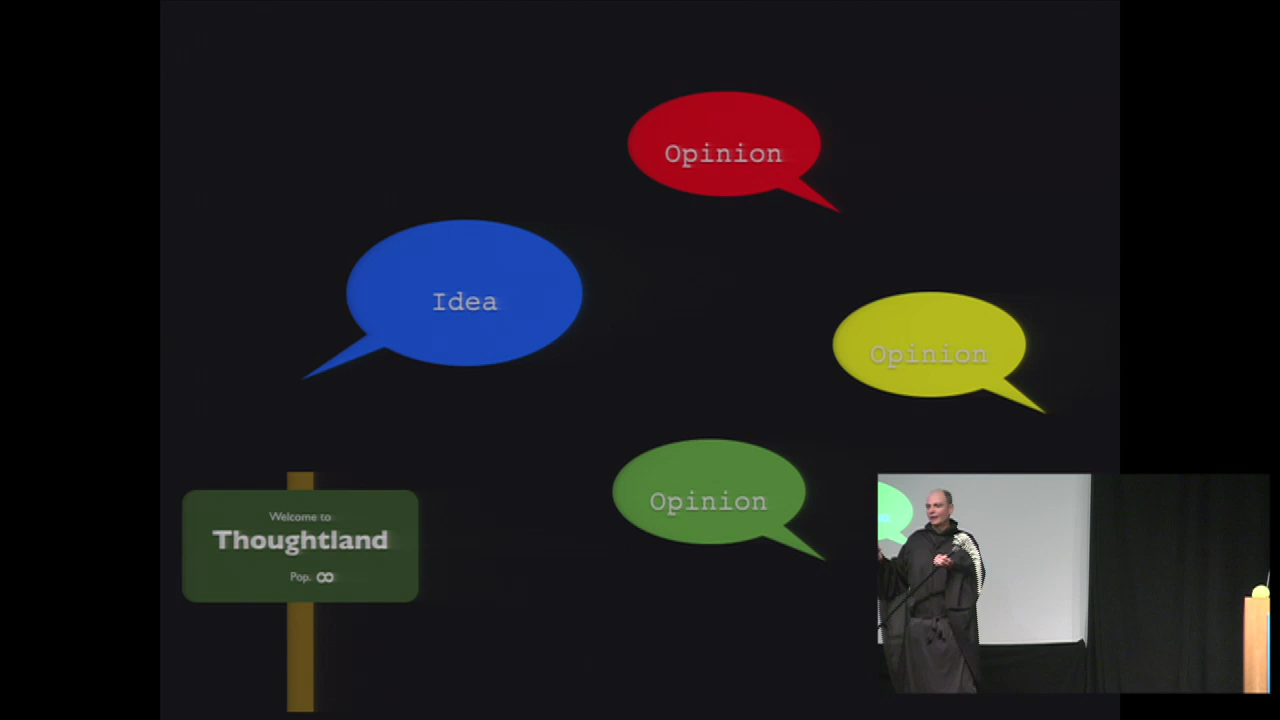 Opinion
Idea
Opinion
Opinion
Welcome to
Thoughtland
Pop. ∞